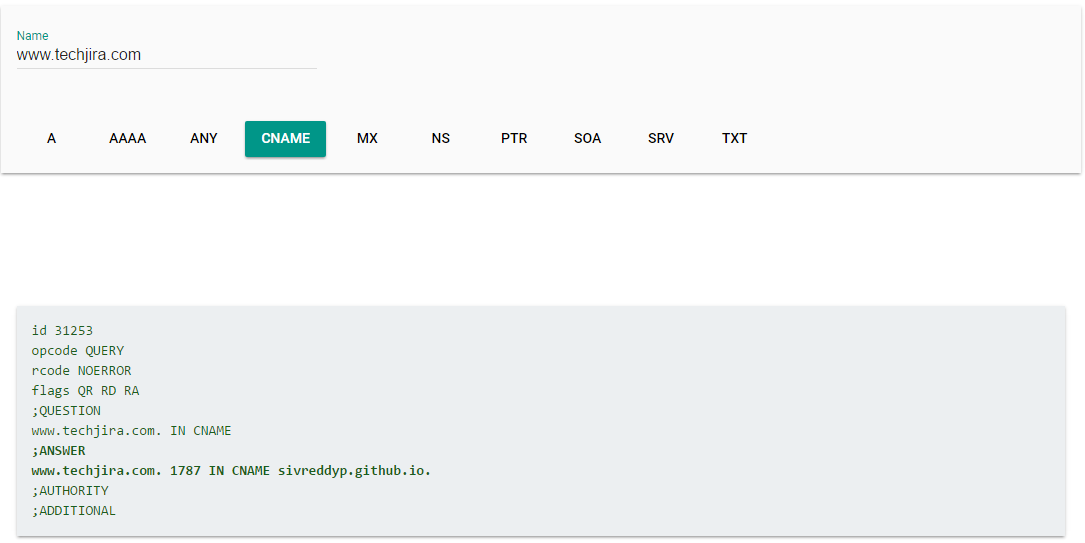 Name
www.techjira.com
A AAAA ANY CNAME MX NS PTR SOA SRV TXT
id 31253
opcode QUERY
rcode NOERROR
flags QR RD RA
;QUESTION
www.techjira.com. IN CNAME
;ANSWER
www.techjira.com. 1787 IN CNAME sivreddyp.github.io.
;AUTHORITY
;ADDITIONAL